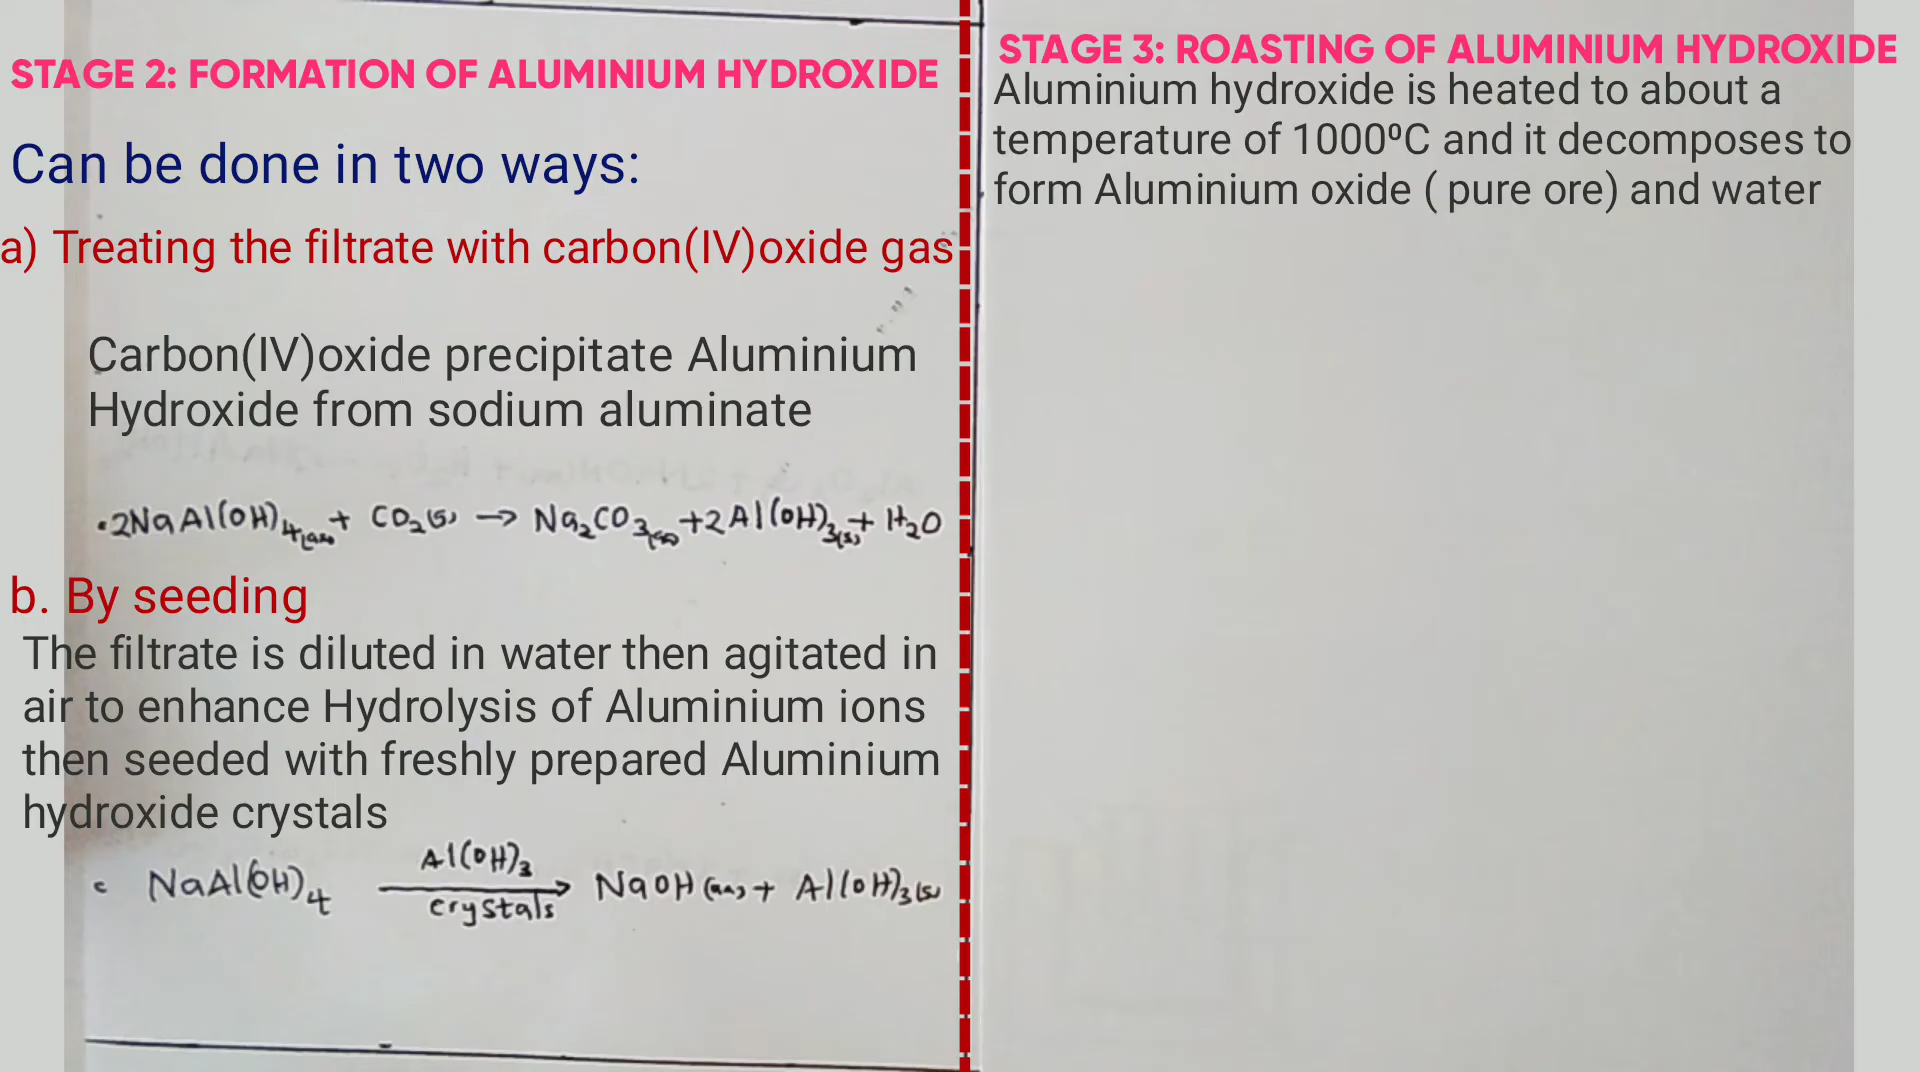 STAGE 2: FORMATION OF ALUMINIUM HYDROXIDE
Can be done in two ways:
a) Treating the filtrate with carbon(IV)oxide gas
Carbon(IV)oxide precipitate Aluminium
Hydroxide from sodium aluminate
2NaAl(OH)₄(aq) + CO₂(g) → Na₂CO₃(aq) + 2Al(OH)₃(s) + H₂O
b. By seeding
The filtrate is diluted in water then agitated in
air to enhance Hydrolysis of Aluminium ions
then seeded with freshly prepared Aluminium
hydroxide crystals
Al(OH)₃
NaAl(OH)₄ → NaOH(aq) + Al(OH)₃(s)
crystals
STAGE 3: ROASTING OF ALUMINIUM HYDROXIDE
Aluminium hydroxide is heated to about a
temperature of 1000⁰C and it decomposes to
form Aluminium oxide ( pure ore) and water